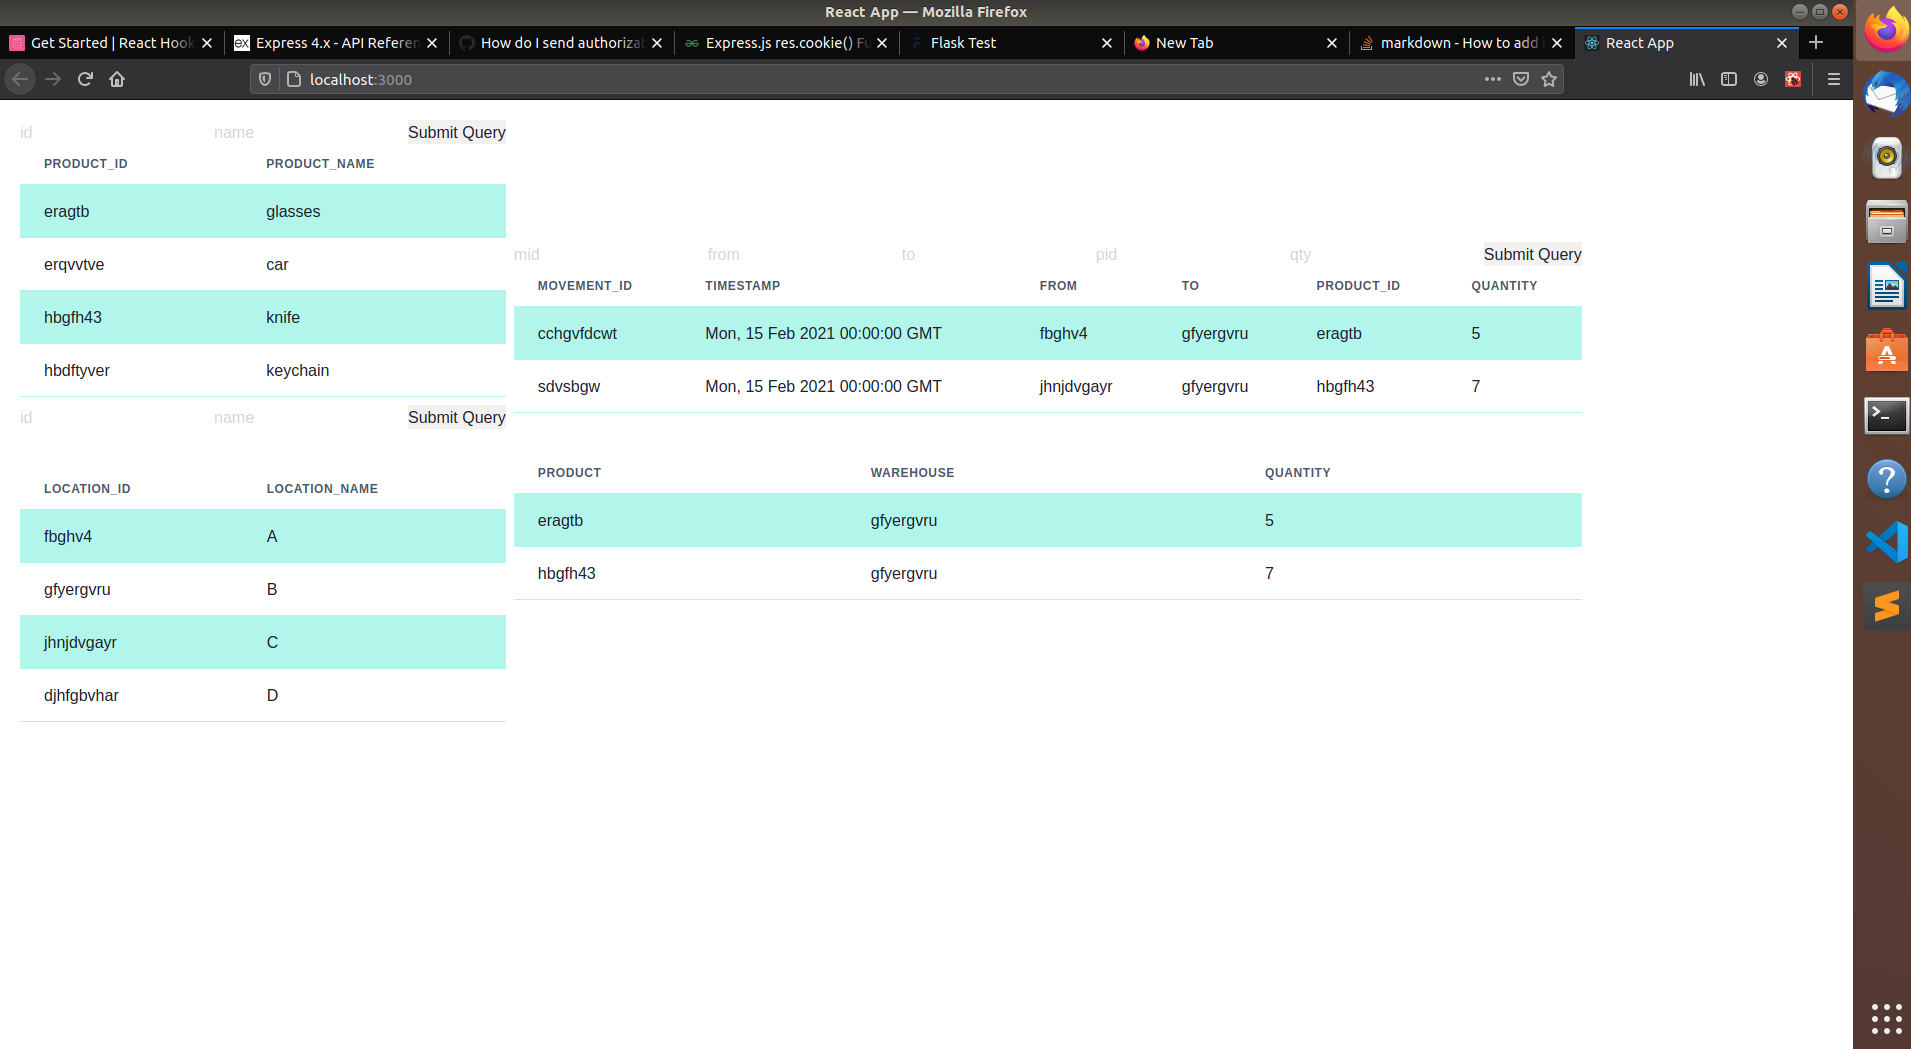 React App — Mozilla Firefox
Get Started | React Hook
Express 4.x - API Referen
How do I send authorizat
Express.js res.cookie() Fu
Flask Test
New Tab
markdown - How to add i
React App
localhost:3000
id name Submit Query
PRODUCT_ID PRODUCT_NAME
eragtb glasses
erqvvtve car
hbgfh43 knife
hbdftyver keychain
id name Submit Query
LOCATION_ID LOCATION_NAME
fbghv4 A
gfyergvru B
jhnjdvgayr C
djhfgbvhar D
mid from to pid qty Submit Query
MOVEMENT_ID TIMESTAMP FROM TO PRODUCT_ID QUANTITY
cchgvfdcwt Mon, 15 Feb 2021 00:00:00 GMT fbghv4 gfyergvru eragtb 5
sdvsbgw Mon, 15 Feb 2021 00:00:00 GMT jhnjdvgayr gfyergvru hbgfh43 7
PRODUCT WAREHOUSE QUANTITY
eragtb gfyergvru 5
hbgfh43 gfyergvru 7